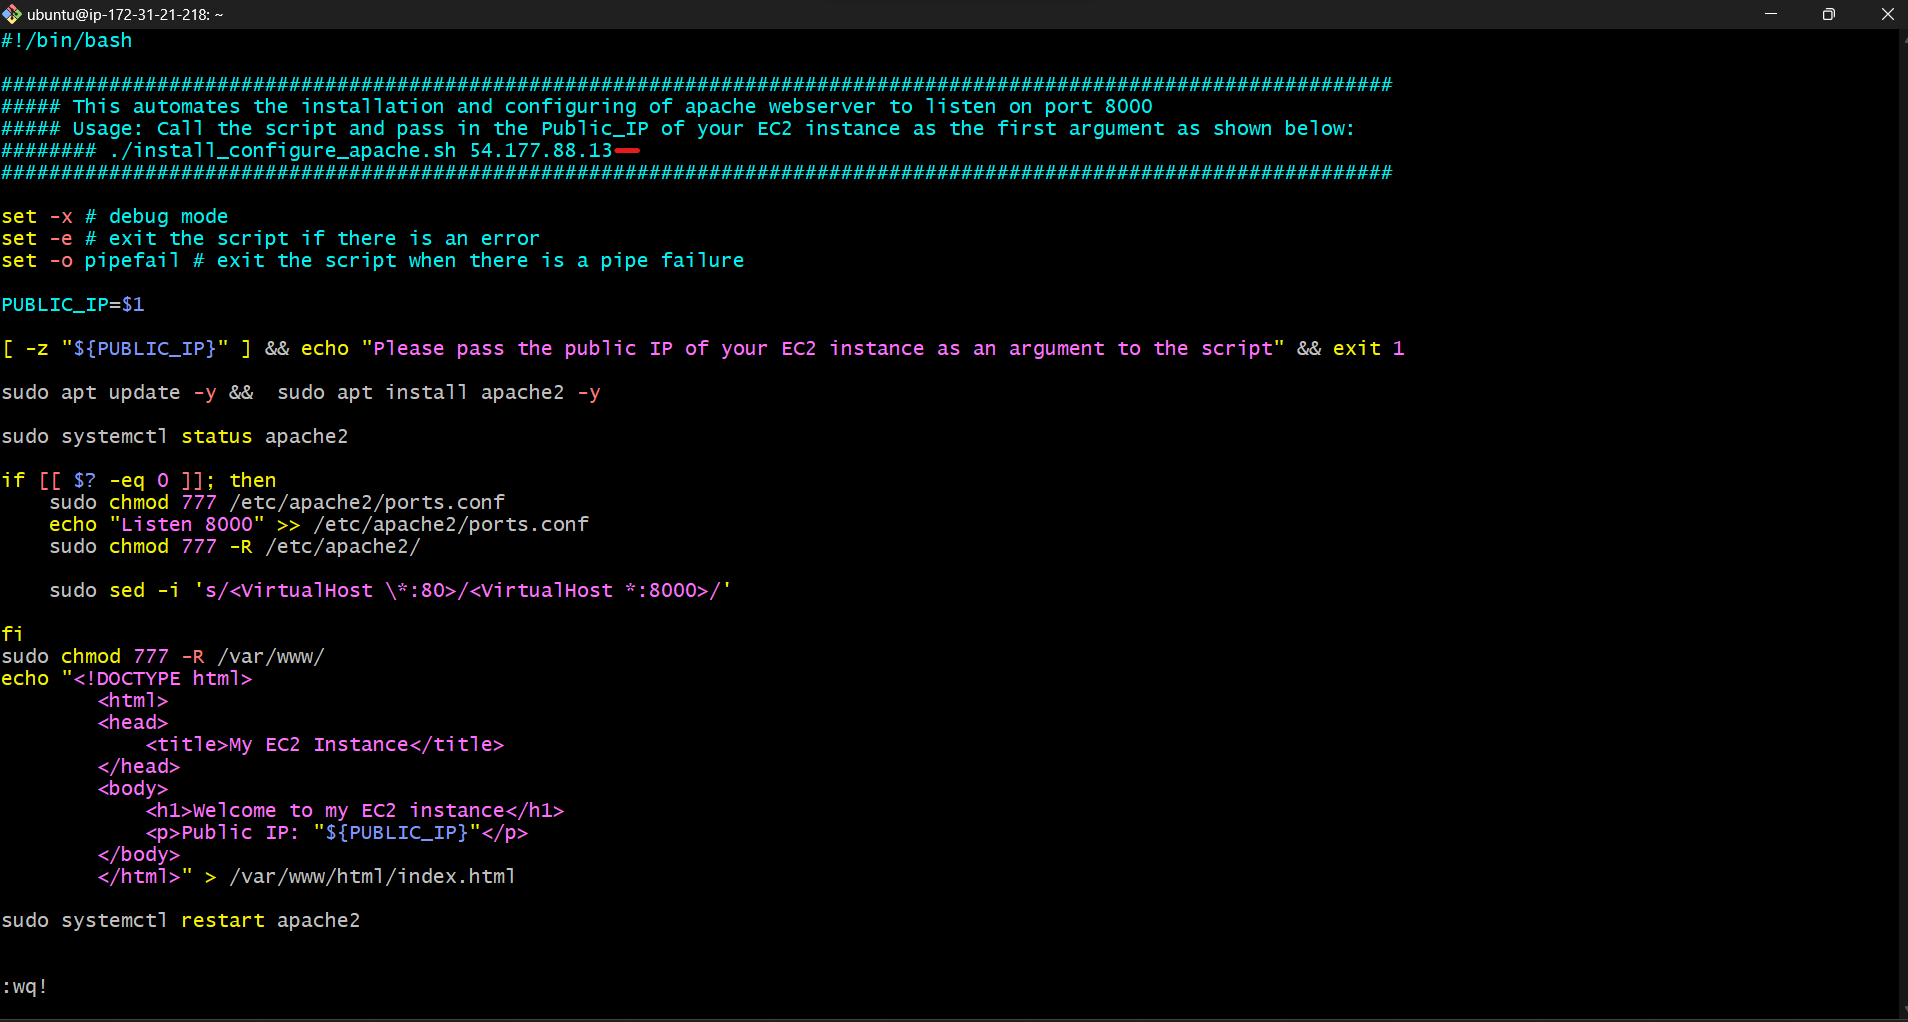 ubuntu@ip-172-31-21-218: ~
#!/bin/bash
####################################################################################################################
##### This automates the installation and configuring of apache webserver to listen on port 8000
##### Usage: Call the script and pass in the Public_IP of your EC2 instance as the first argument as shown below:
######## ./install_configure_apache.sh 54.177.88.13
####################################################################################################################
set -x # debug mode
set -e # exit the script if there is an error
set -o pipefail # exit the script when there is a pipe failure
PUBLIC_IP=$1
[ -z "${PUBLIC_IP}" ] && echo "Please pass the public IP of your EC2 instance as an argument to the script" && exit 1
sudo apt update -y &&  sudo apt install apache2 -y
sudo systemctl status apache2
if [[ $? -eq 0 ]]; then
    sudo chmod 777 /etc/apache2/ports.conf
    echo "Listen 8000" >> /etc/apache2/ports.conf
    sudo chmod 777 -R /etc/apache2/
    sudo sed -i 's/<VirtualHost \*:80>/<VirtualHost *:8000>/'
fi
sudo chmod 777 -R /var/www/
echo "<!DOCTYPE html>
        <html>
        <head>
            <title>My EC2 Instance</title>
        </head>
        <body>
            <h1>Welcome to my EC2 instance</h1>
            <p>Public IP: "${PUBLIC_IP}"</p>
        </body>
        </html>" > /var/www/html/index.html
sudo systemctl restart apache2
:wq!